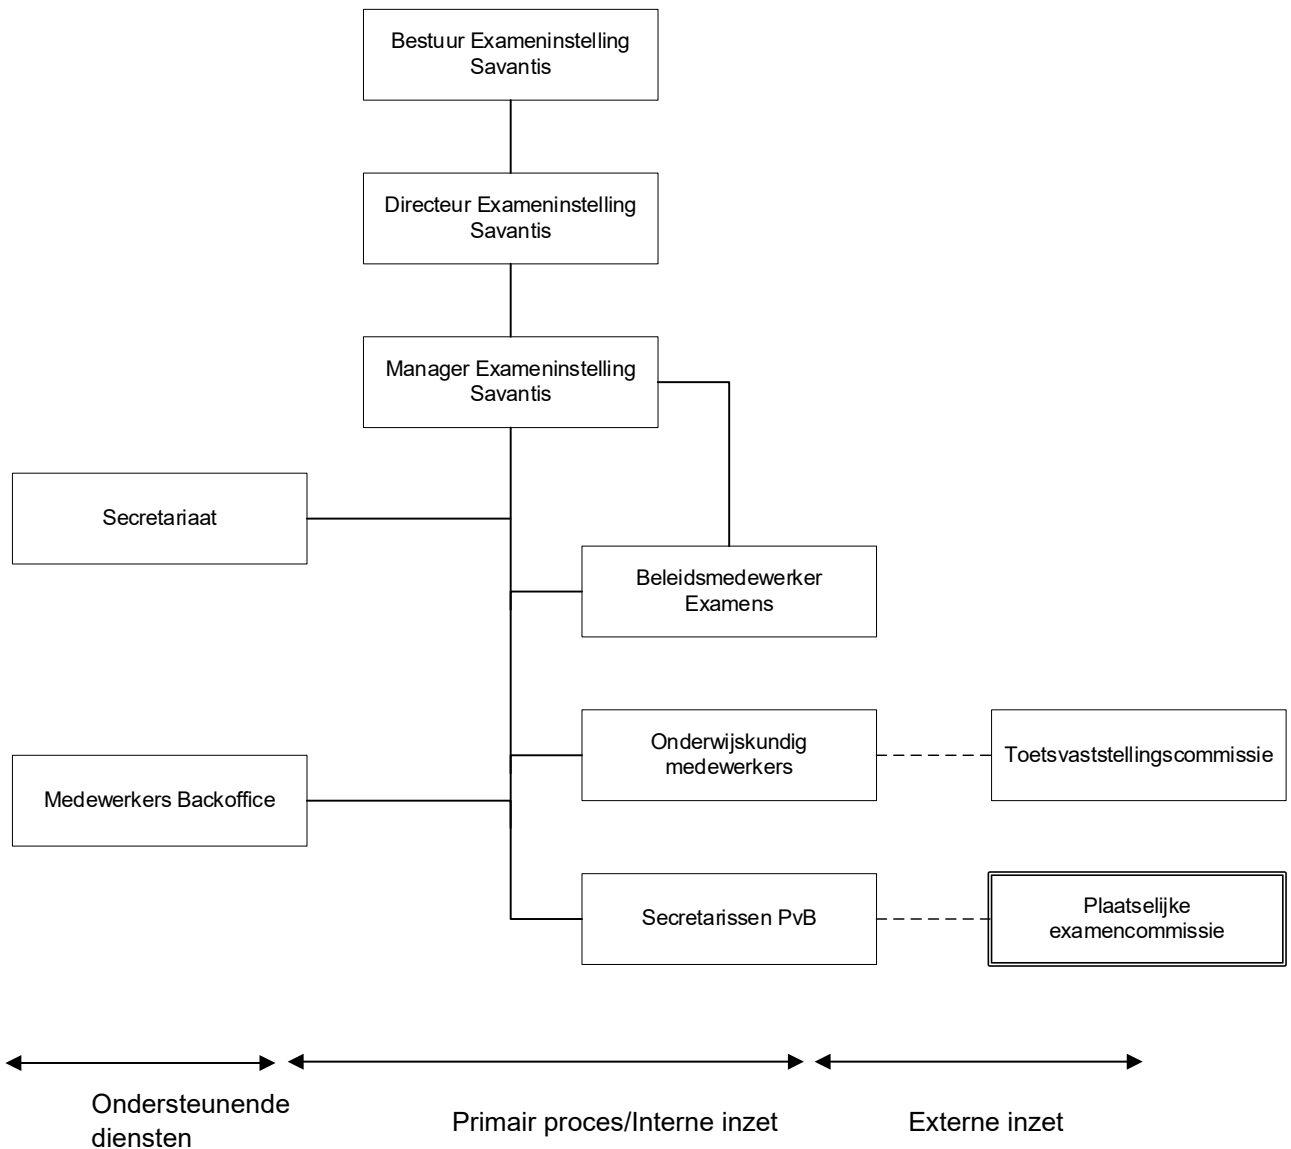 Bestuur Exameninstelling
Savantis
Directeur Exameninstelling
Savantis
Manager Exameninstelling
Savantis
Secretariaat
Beleidsmedewerker
Examens
Onderwijskundig
medewerkers
Toetsvaststellingscommissie
Medewerkers Backoffice
Secretarissen PvB
Plaatselijke
examencommissie
Ondersteunende
diensten
Primair proces/Interne inzet
Externe inzet